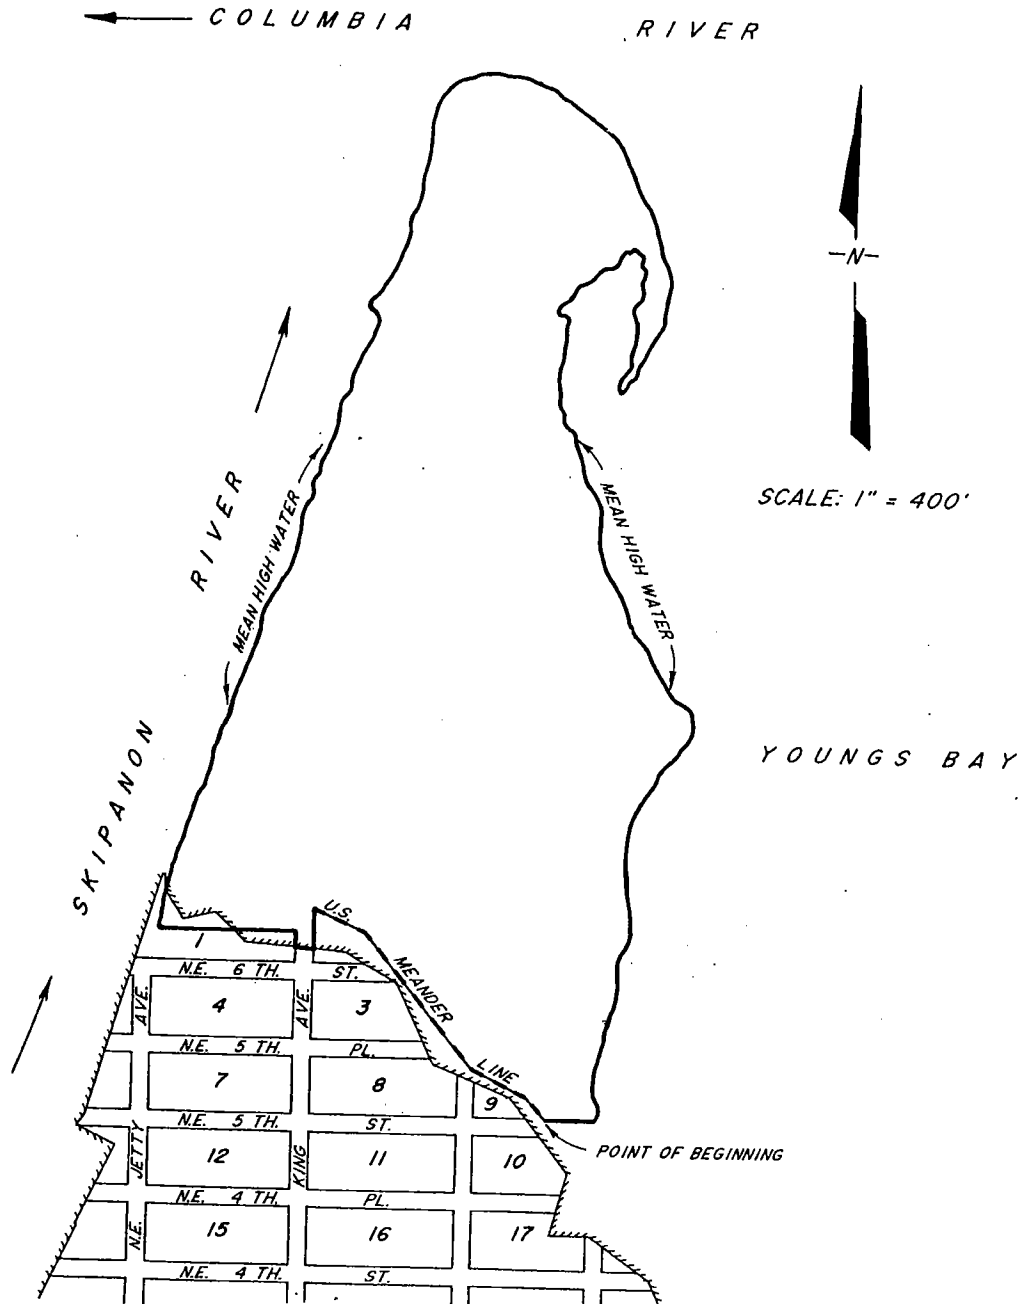 COLUMBIA RIVER
-N-
SCALE: 1" = 400'
MEAN HIGH WATER
MEAN HIGH WATER
SKIPANON RIVER
YOUNGS BAY
U.S. MEANDER LINE
1
N.E. 6 TH. ST.
4
3
AVE.
AVE.
N.E. 5 TH. PL.
7
8
9
N.E. 5 TH. ST.
POINT OF BEGINNING
12
11
10
N.E. JETTY
KING
N.E. 4 TH. PL.
15
16
17
N.E. 4 TH. ST.